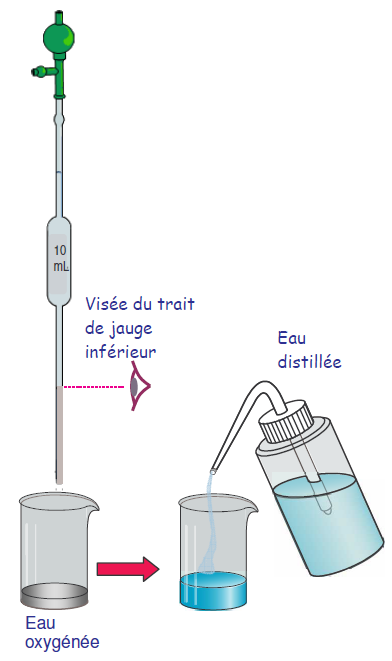 10
mL
Visée du trait
de jauge
inférieur
Eau
distillée
Eau
oxygénée